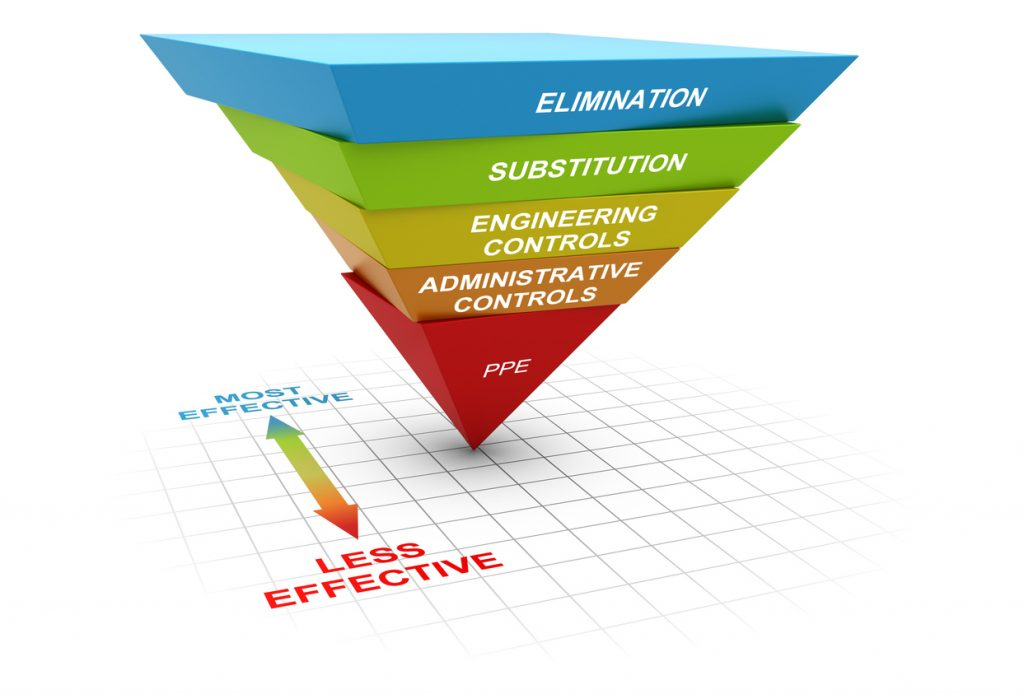 ELIMINATION
SUBSTITUTION
ENGINEERING
CONTROLS
ADMINISTRATIVE
CONTROLS
PPE
MOST
EFFECTIVE
LESS
EFFECTIVE